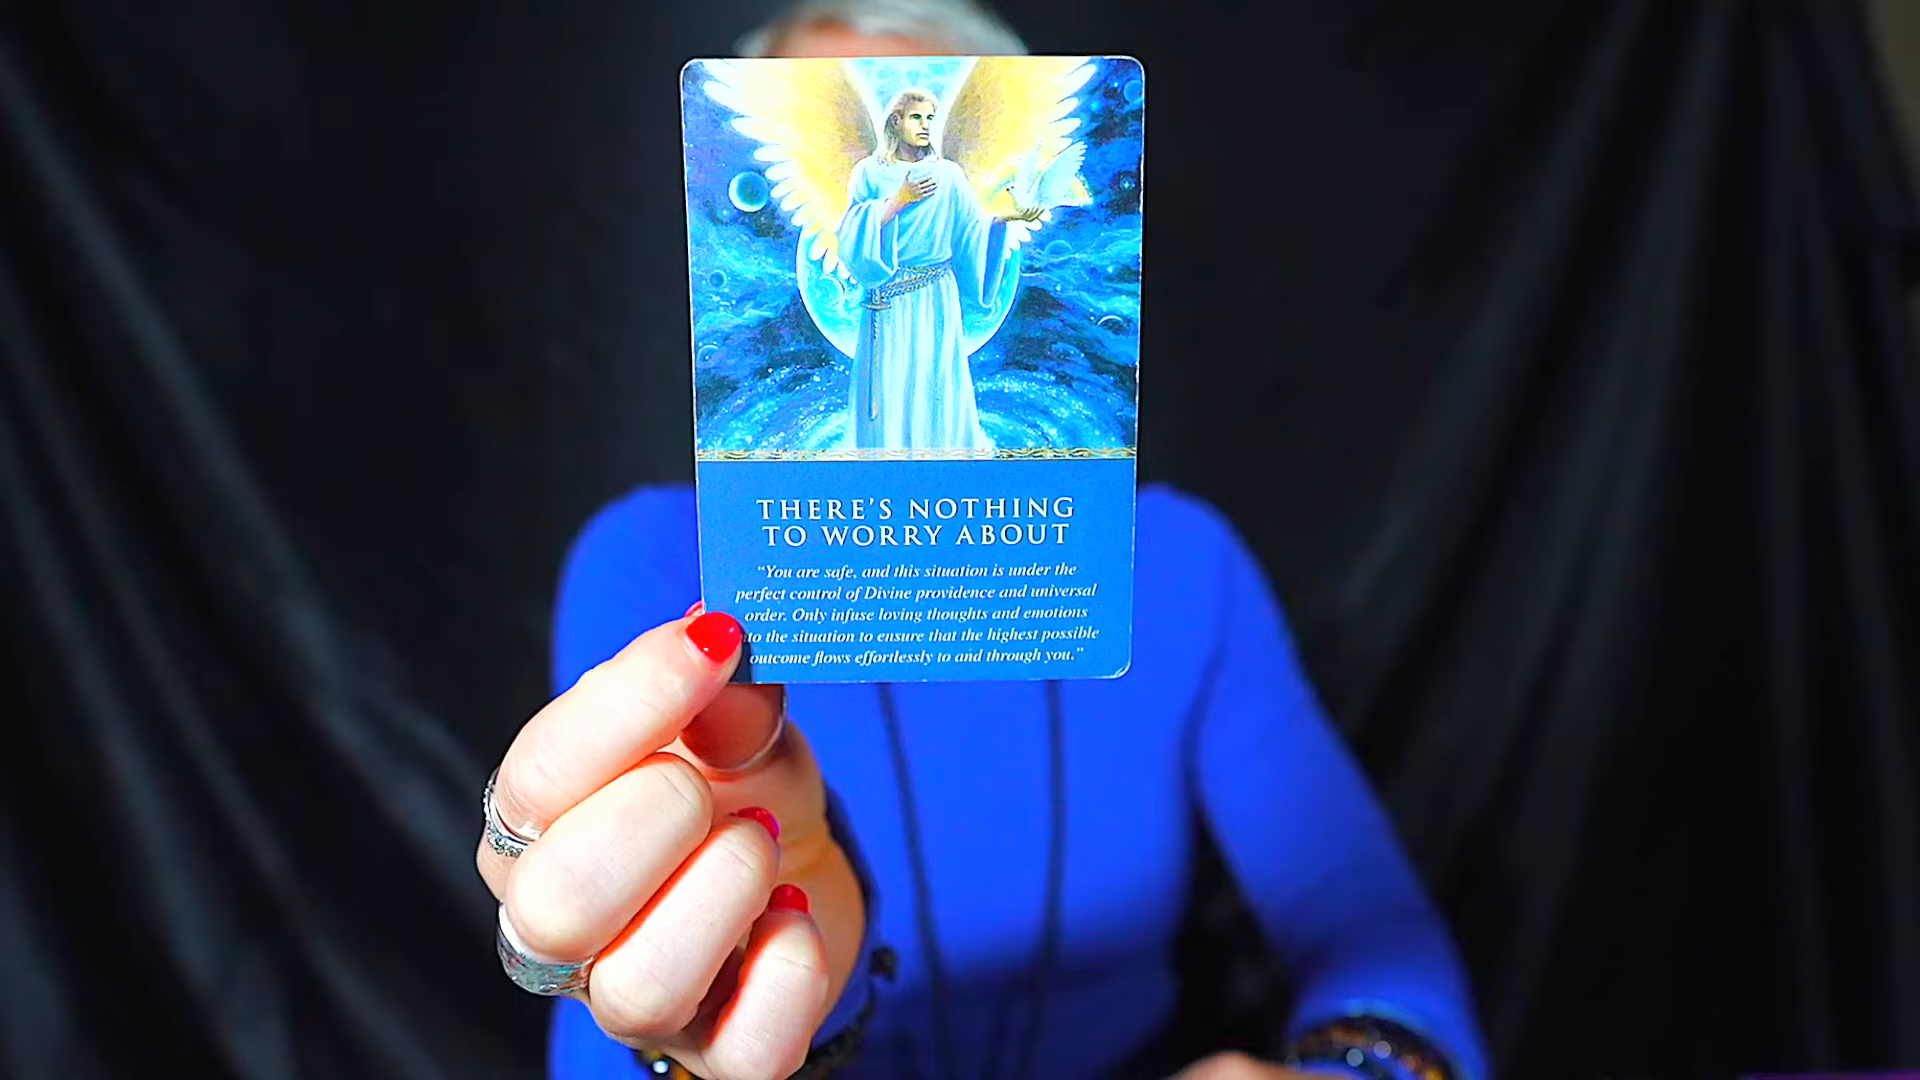 THERE'S NOTHING
TO WORRY ABOUT
"You are safe, and this situation is under the
perfect control of Divine providence and universal
order. Only infuse loving thoughts and emotions
to the situation to ensure that the highest possible
outcome flows effortlessly to and through you."